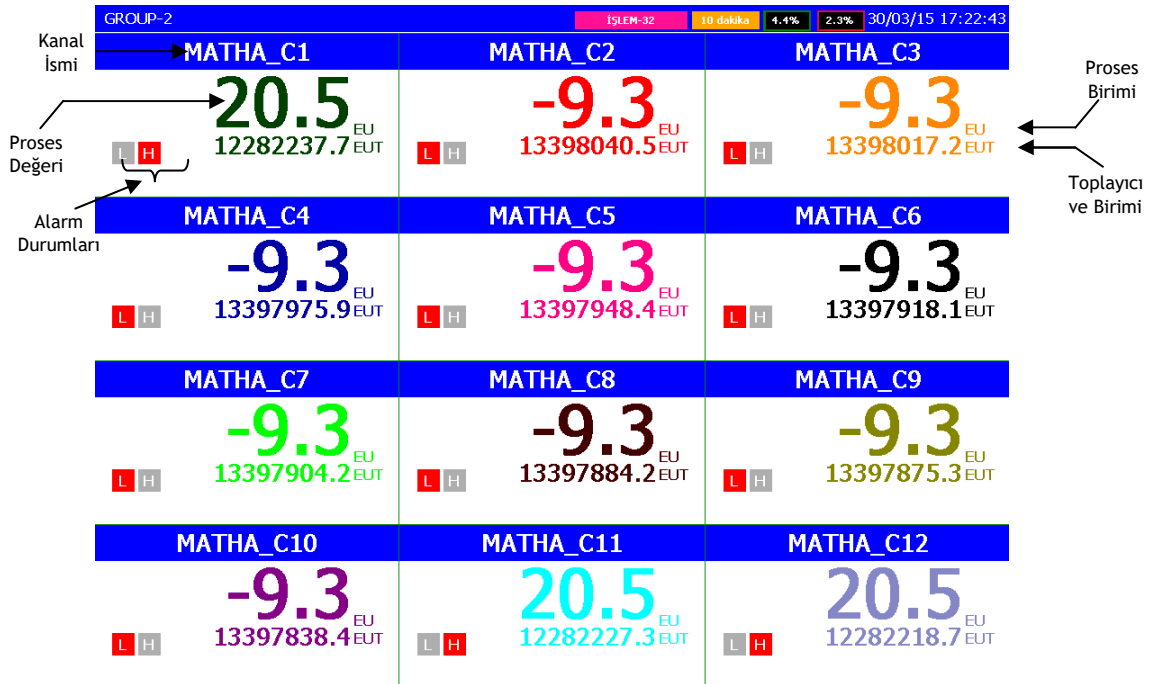 GROUP-2 İŞLEM-32 10 dakika 4.4% 2.3% 30/03/15 17:22:43
Kanal
İsmi
Proses
Değeri
Alarm
Durumları
Proses
Birimi
Toplayıcı
ve Birimi
MATHA_C1
20.5 EU
12282237.7 EUT
L H
MATHA_C2
-9.3 EU
13398040.5 EUT
L H
MATHA_C3
-9.3 EU
13398017.2 EUT
L H
MATHA_C4
-9.3 EU
13397975.9 EUT
L H
MATHA_C5
-9.3 EU
13397948.4 EUT
L H
MATHA_C6
-9.3 EU
13397918.1 EUT
L H
MATHA_C7
-9.3 EU
13397904.2 EUT
L H
MATHA_C8
-9.3 EU
13397884.2 EUT
L H
MATHA_C9
-9.3 EU
13397875.3 EUT
L H
MATHA_C10
-9.3 EU
13397838.4 EUT
L H
MATHA_C11
20.5 EU
12282227.3 EUT
L H
MATHA_C12
20.5 EU
12282218.7 EUT
L H